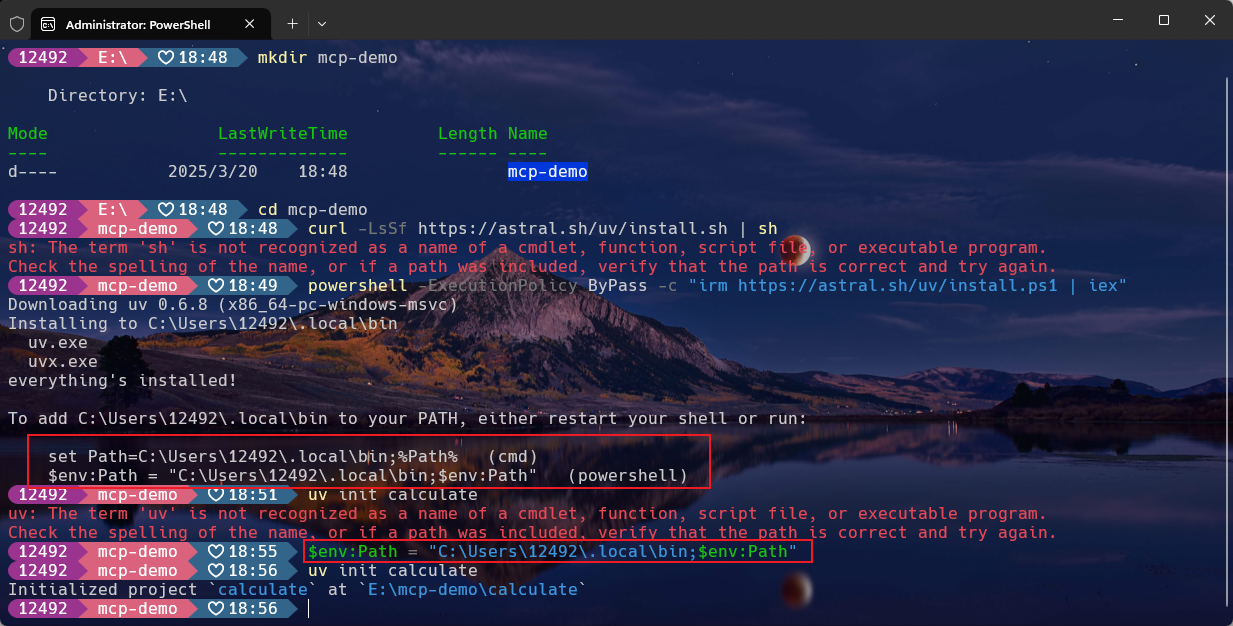 Administrator: PowerShell
12492 E:\ ♡18:48 mkdir mcp-demo
Directory: E:\
Mode LastWriteTime Length Name
---- ------------- ------ ----
d---- 2025/3/20 18:48 mcp-demo
12492 E:\ ♡18:48 cd mcp-demo
12492 mcp-demo ♡18:48 curl -LsSf https://astral.sh/uv/install.sh | sh
sh: The term 'sh' is not recognized as a name of a cmdlet, function, script file, or executable program.
Check the spelling of the name, or if a path was included, verify that the path is correct and try again.
12492 mcp-demo ♡18:49 powershell -ExecutionPolicy ByPass -c "irm https://astral.sh/uv/install.ps1 | iex"
Downloading uv 0.6.8 (x86_64-pc-windows-msvc)
Installing to C:\Users\12492\.local\bin
uv.exe
uvx.exe
everything's installed!
To add C:\Users\12492\.local\bin to your PATH, either restart your shell or run:
set Path=C:\Users\12492\.local\bin;%Path% (cmd)
$env:Path = "C:\Users\12492\.local\bin;$env:Path" (powershell)
12492 mcp-demo ♡18:51 uv init calculate
uv: The term 'uv' is not recognized as a name of a cmdlet, function, script file, or executable program.
Check the spelling of the name, or if a path was included, verify that the path is correct and try again.
12492 mcp-demo ♡18:55 $env:Path = "C:\Users\12492\.local\bin;$env:Path"
12492 mcp-demo ♡18:56 uv init calculate
Initialized project `calculate` at `E:\mcp-demo\calculate`
12492 mcp-demo ♡18:56